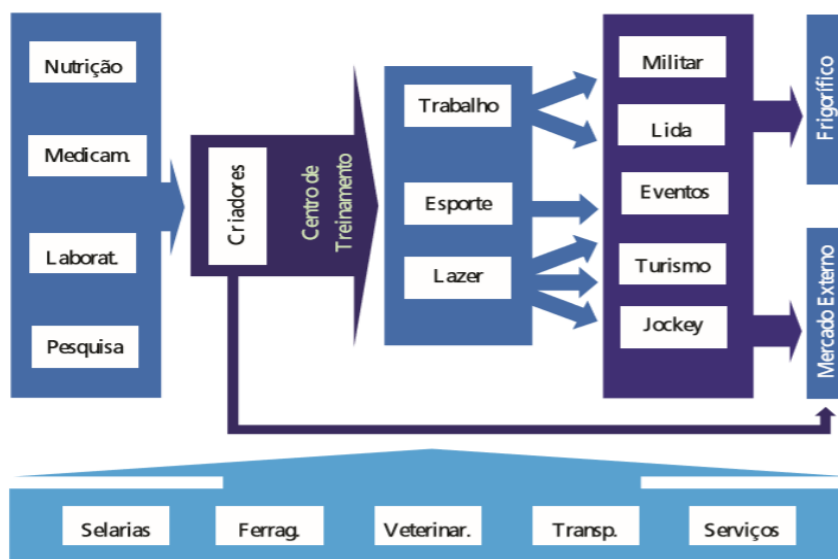 Nutrição
Medicam.
Laborat.
Pesquisa
Criadores
Centro de
Treinamento
Trabalho
Esporte
Lazer
Militar
Lida
Eventos
Turismo
Jockey
Frigorífico
Mercado Externo
Selarias
Ferrag.
Veterinar.
Transp.
Serviços